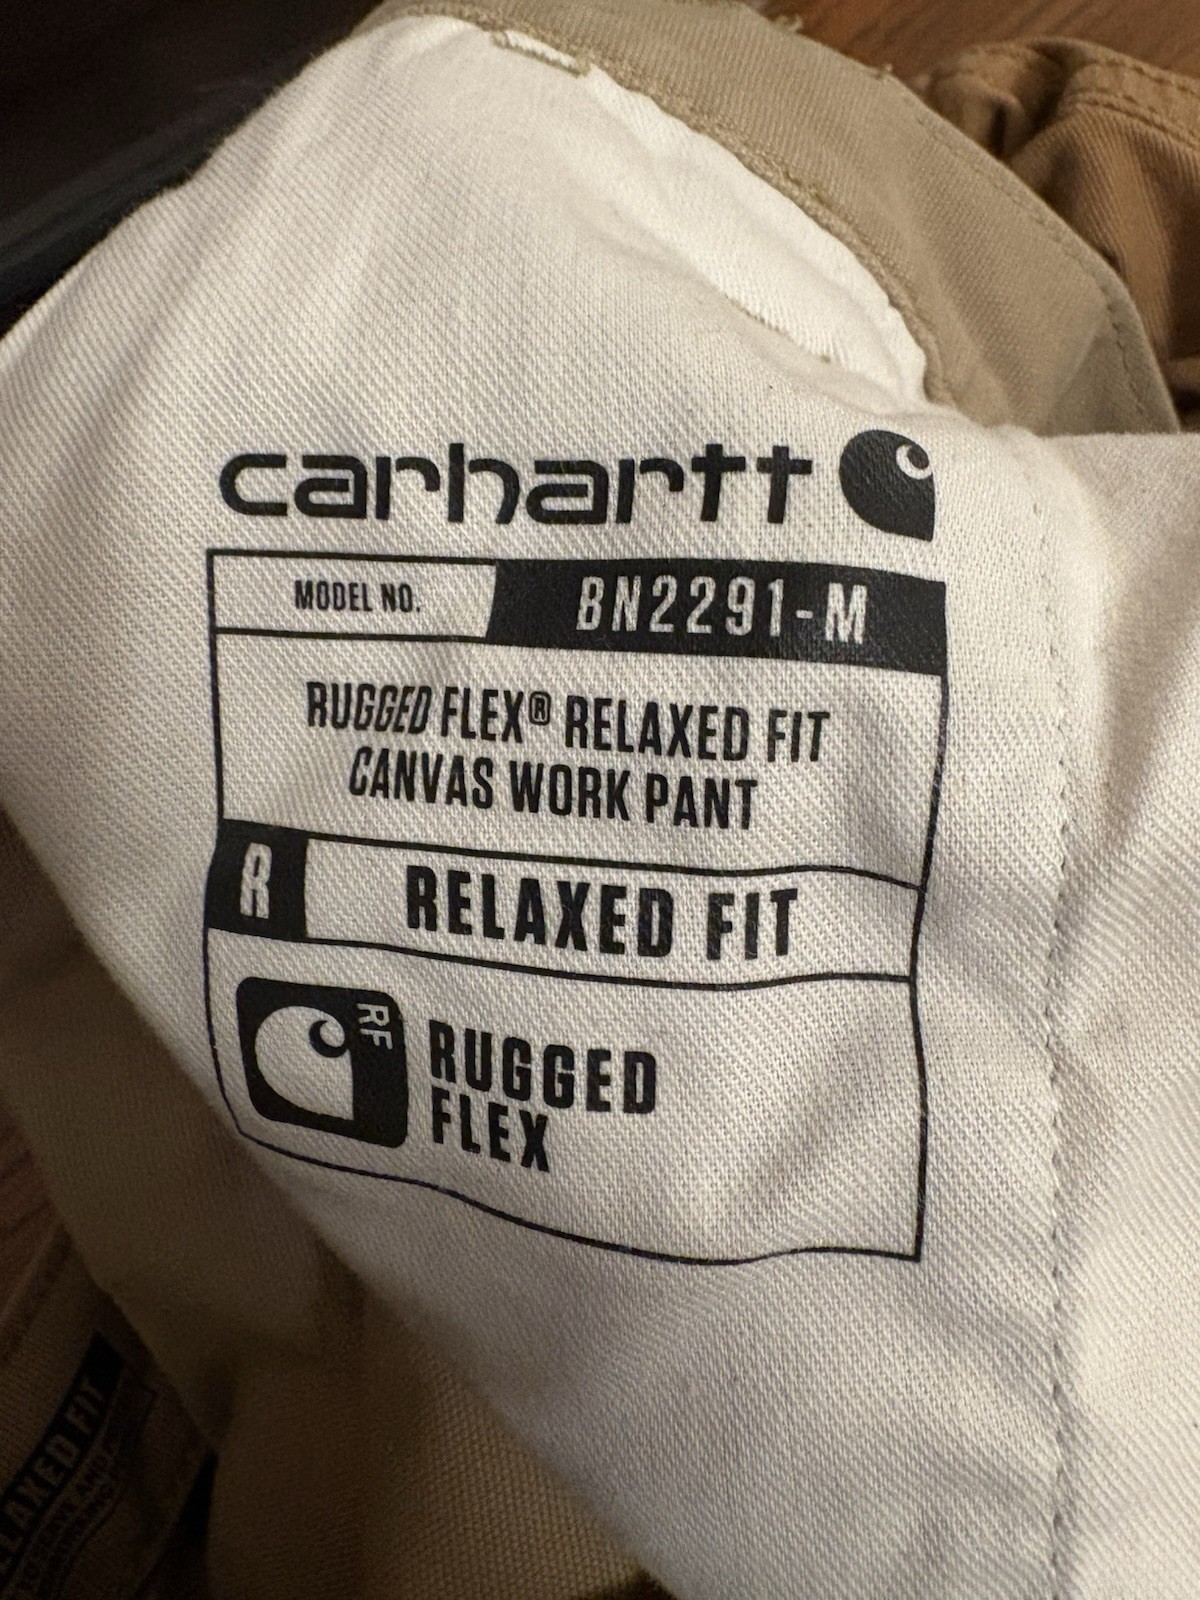 carhartt
MODEL NO. BN2291-M
RUGGED FLEX® RELAXED FIT
CANVAS WORK PANT
R RELAXED FIT
RF
RUGGED
FLEX
RELAXED FIT